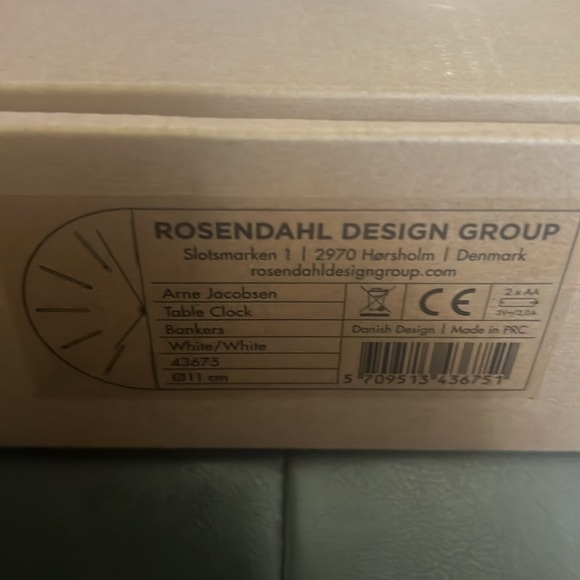 ROSENDAHL DESIGN GROUP
Slotsmarken 1 | 2970 Hørsholm | Denmark
rosendahldesigngroup.com
Arne Jacobsen
Table Clock
Bankers
White/White
43675
Ø11 cm
CE
2 x AA
Danish Design | Made in PRC
5 709513 436751